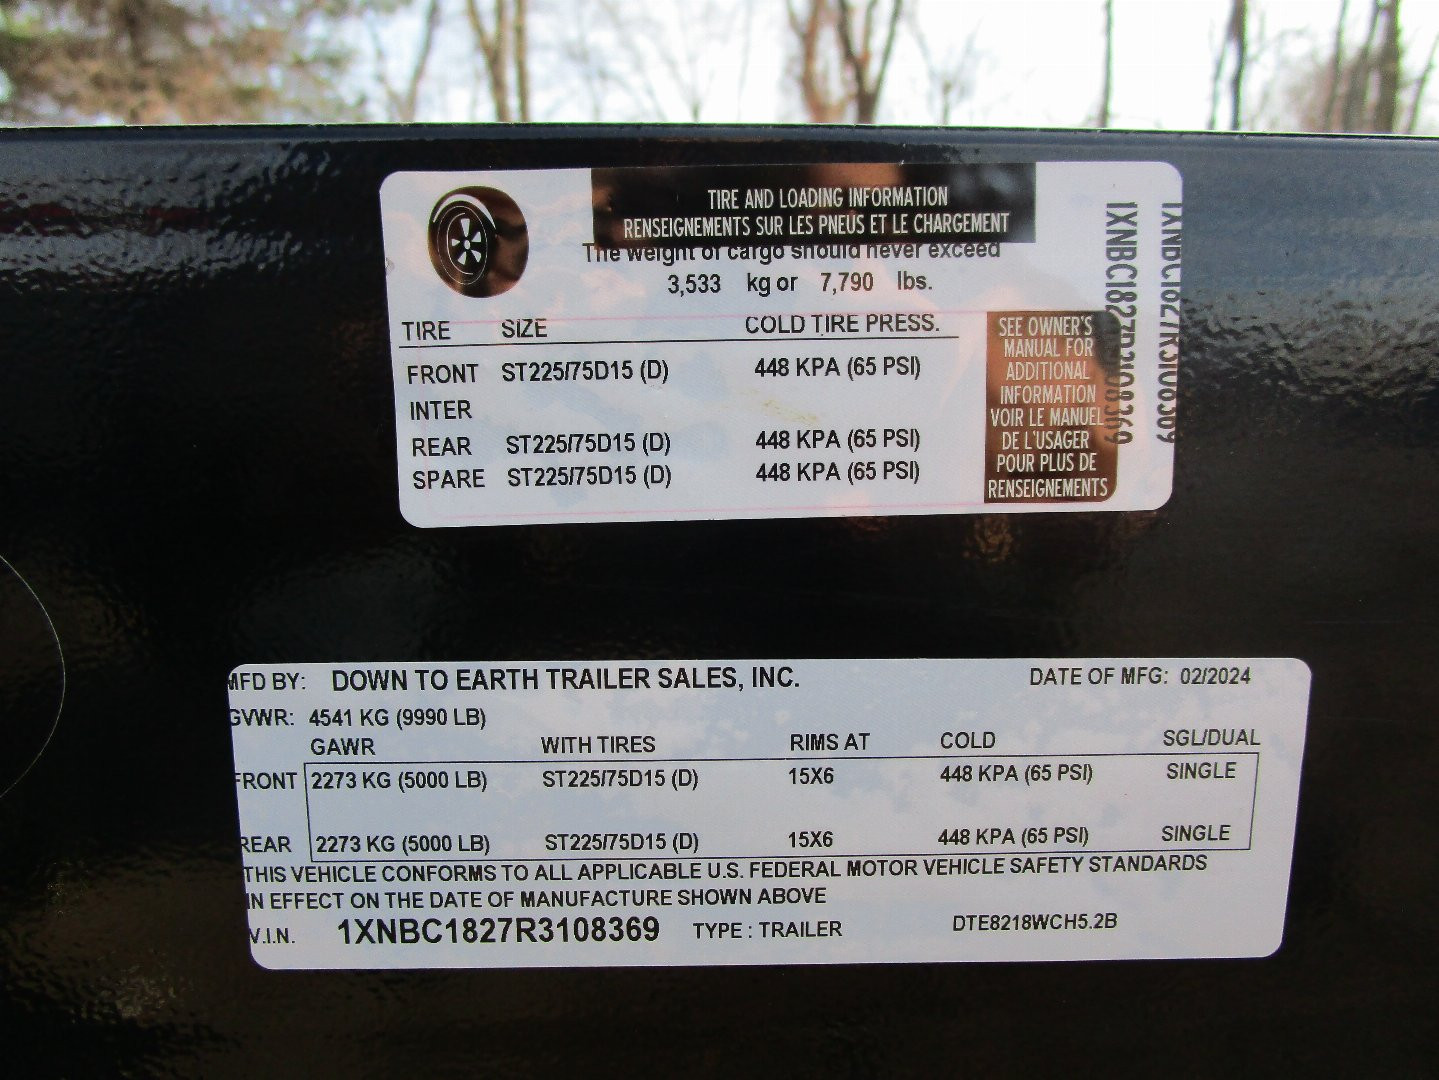 TIRE AND LOADING INFORMATION
RENSEIGNEMENTS SUR LES PNEUS ET LE CHARGEMENT
The weight of cargo should never exceed
3,533 kg or 7,790 lbs.
TIRE SIZE COLD TIRE PRESS.
FRONT ST225/75D15 (D) 448 KPA (65 PSI)
INTER
REAR ST225/75D15 (D) 448 KPA (65 PSI)
SPARE ST225/75D15 (D) 448 KPA (65 PSI)
SEE OWNER'S
MANUAL FOR
ADDITIONAL
INFORMATION
VOIR LE MANUEL
DE L'USAGER
POUR PLUS DE
RENSEIGNEMENTS
1XNBC1827R3108369
1XNBC1827R3108369
MFD BY: DOWN TO EARTH TRAILER SALES, INC. DATE OF MFG: 02/2024
GVWR: 4541 KG (9990 LB)
GAWR WITH TIRES RIMS AT COLD SGL/DUAL
FRONT 2273 KG (5000 LB) ST225/75D15 (D) 15X6 448 KPA (65 PSI) SINGLE
REAR 2273 KG (5000 LB) ST225/75D15 (D) 15X6 448 KPA (65 PSI) SINGLE
THIS VEHICLE CONFORMS TO ALL APPLICABLE U.S. FEDERAL MOTOR VEHICLE SAFETY STANDARDS
IN EFFECT ON THE DATE OF MANUFACTURE SHOWN ABOVE
V.I.N. 1XNBC1827R3108369 TYPE : TRAILER DTE8218WCH5.2B